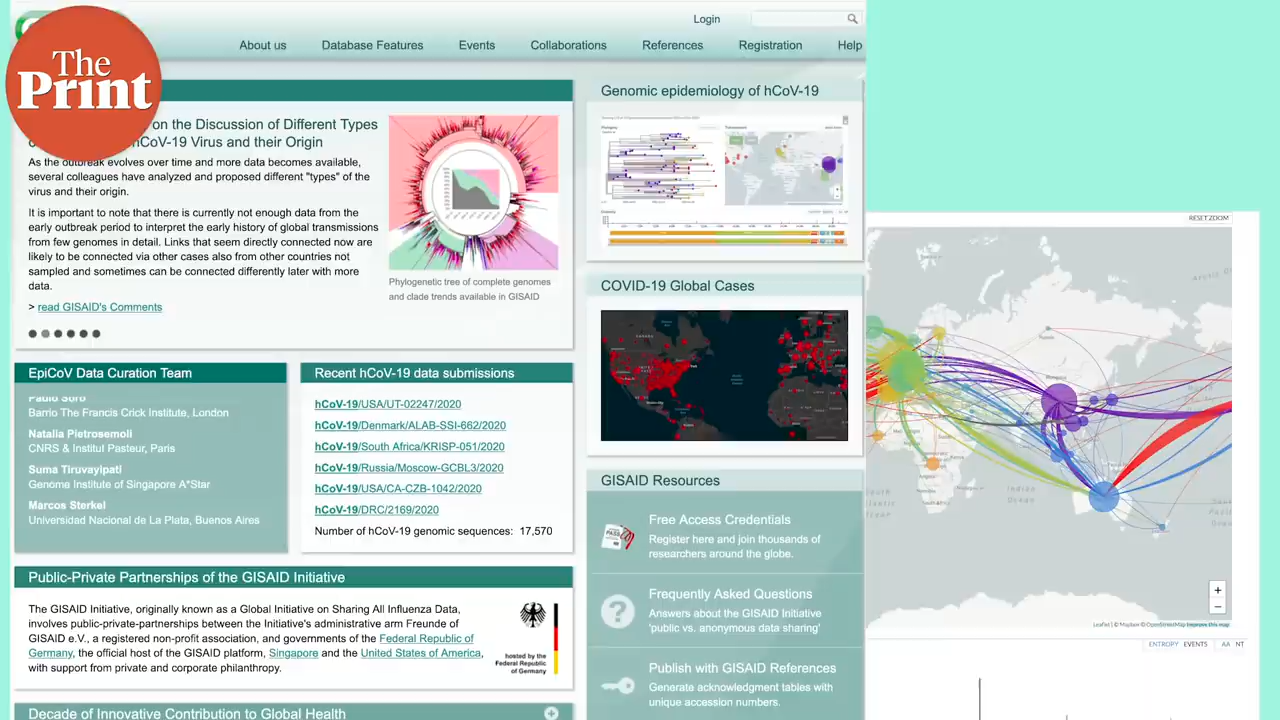 The
Print
Login
About us
Database Features
Events
Collaborations
References
Registration
Help
on the Discussion of Different Types
hCoV-19 Virus and their Origin
As the outbreak evolves over time and more data becomes available,
several colleagues have analyzed and proposed different "types" of the
virus and their origin.
It is important to note that there is currently not enough data from the
early outbreak period to interpret the early history of global transmissions
from few genomes in detail. Links that seem directly connected now are
likely to be connected to other cases also from other countries not
sampled and sometimes can be connected differently later with more
data.
> read GISAID's Comments
Phylogenetic tree of complete genomes
and clade trends available in GISAID
EpiCoV Data Curation Team
Barrio The Francis Crick Institute, London
Natalia Pietrosemoli
CNRS & Institut Pasteur, Paris
Suma Tiruvayipati
Genome Institute of Singapore A*Star
Marcos Sterkel
Universidad Nacional de La Plata, Buenos Aires
Recent hCoV-19 data submissions
hCoV-19/USA/UT-02247/2020
hCoV-19/Denmark/ALAB-SSI-662/2020
hCoV-19/South Africa/KRISP-051/2020
hCoV-19/Russia/Moscow-GCBL3/2020
hCoV-19/USA/CA-CZB-1042/2020
hCoV-19/DRC/2169/2020
Number of hCoV-19 genomic sequences: 17,570
Public-Private Partnerships of the GISAID Initiative
The GISAID Initiative, originally known as a Global Initiative on Sharing All Influenza Data,
Involves public-private-partnerships between the Initiative's administrative arm Freunde of
GISAID e.V., a registered non-profit association, and governments of the Federal Republic of
Germany, the official host of the GISAID platform, Singapore and the United States of America,
with support from private and corporate philanthropy.
hosted by the
Federal Republic
of Germany
Decade of Innovative Contribution to Global Health
Genomic epidemiology of hCoV-19
COVID-19 Global Cases
GISAID Resources
Free Access Credentials
Register here and join thousands of
researchers around the globe.
Frequently Asked Questions
Answers about the GISAID Initiative
'public vs. anonymous data sharing'
Publish with GISAID References
Generate acknowledgment tables with
unique accession numbers.
RESET ZOOM
Indian
Ocean
+
−
Leaflet | © Mapbox © OpenStreetMap Improve this map
ENTROPY EVENTS AA NT